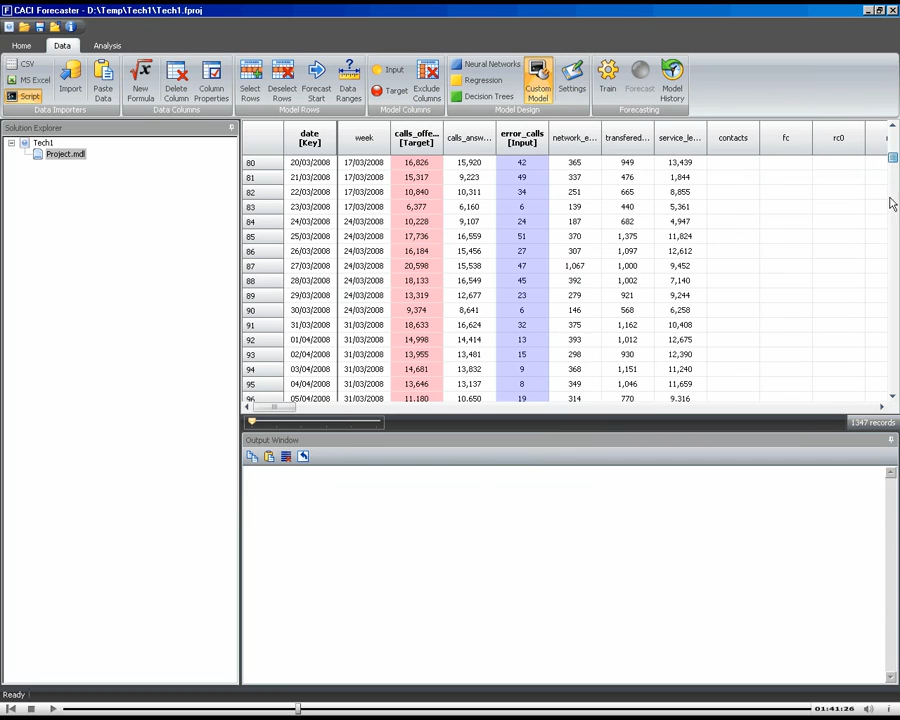 CACI Forecaster - D:\Temp\Tech1\Tech1.fproj
Home Data Analysis
CSV
MS Excel
Script
Import
Paste Data
Data Importers
New Formula
Delete Column
Column Properties
Data Columns
Select Rows
Deselect Rows
Forecast Start
Data Ranges
Model Rows
Input
Target
Exclude Columns
Model Columns
Neural Networks
Regression
Decision Trees
Custom Model
Settings
Model Design
Train
Forecast
Model History
Forecasting
Solution Explorer
Tech1
Project.mdl
date [Key] week calls_offe... [Target] calls_answ... error_calls [Input] network_e... transfered... service_le... contacts fc rc0
80 20/03/2008 17/03/2008 16,826 15,920 42 365 949 13,439
81 21/03/2008 17/03/2008 15,317 9,223 49 337 476 1,844
82 22/03/2008 17/03/2008 10,840 10,311 34 251 665 8,855
83 23/03/2008 17/03/2008 6,377 6,160 6 139 440 5,361
84 24/03/2008 24/03/2008 10,228 9,107 24 187 682 4,947
85 25/03/2008 24/03/2008 17,736 16,559 51 370 1,375 11,824
86 26/03/2008 24/03/2008 16,184 15,456 27 307 1,097 12,612
87 27/03/2008 24/03/2008 20,598 15,538 47 1,067 1,000 9,452
88 28/03/2008 24/03/2008 18,133 16,549 45 392 1,002 7,140
89 29/03/2008 24/03/2008 13,319 12,677 23 279 921 9,244
90 30/03/2008 24/03/2008 9,374 8,641 6 146 568 6,258
91 31/03/2008 31/03/2008 18,633 16,624 32 375 1,162 10,408
92 01/04/2008 31/03/2008 14,998 14,414 13 393 1,012 12,675
93 02/04/2008 31/03/2008 13,955 13,481 15 298 930 12,390
94 03/04/2008 31/03/2008 14,681 13,832 9 368 1,151 11,240
95 04/04/2008 31/03/2008 13,646 13,137 8 349 1,046 11,659
96 05/04/2008 31/03/2008 11,180 10,650 19 314 770 9,316
1347 records
Output Window
Ready
01:41:26